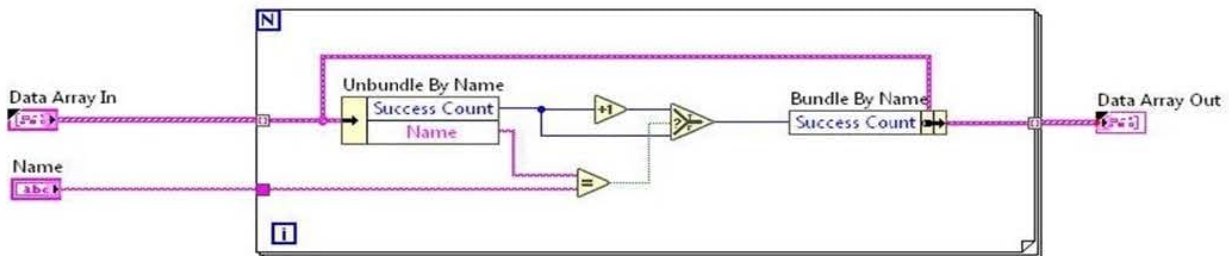 N
Unbundle By Name
Data Array In
Success Count
Name
+1
?
T
F
Bundle By Name
Success Count
Data Array Out
Name
abc
=
i